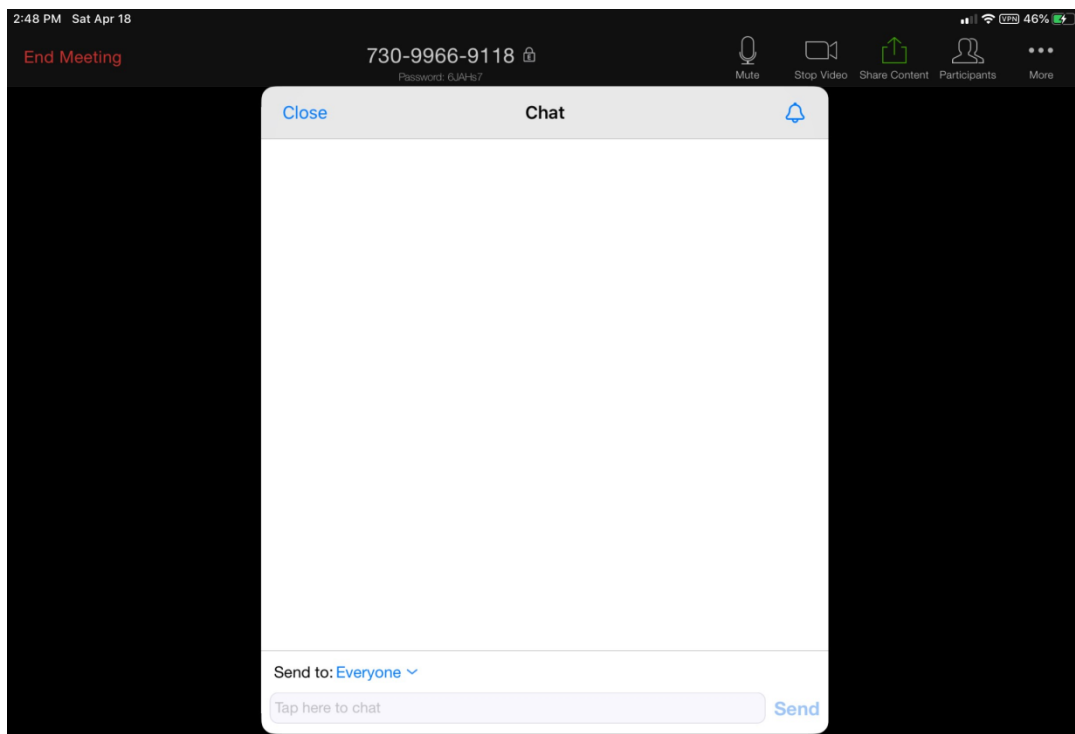 2:48 PM Sat Apr 18
VPN 46%
End Meeting
730-9966-9118
Password: 6JAHs7
Mute
Stop Video
Share Content
Participants
More
Close
Chat
Send to: Everyone
Tap here to chat
Send